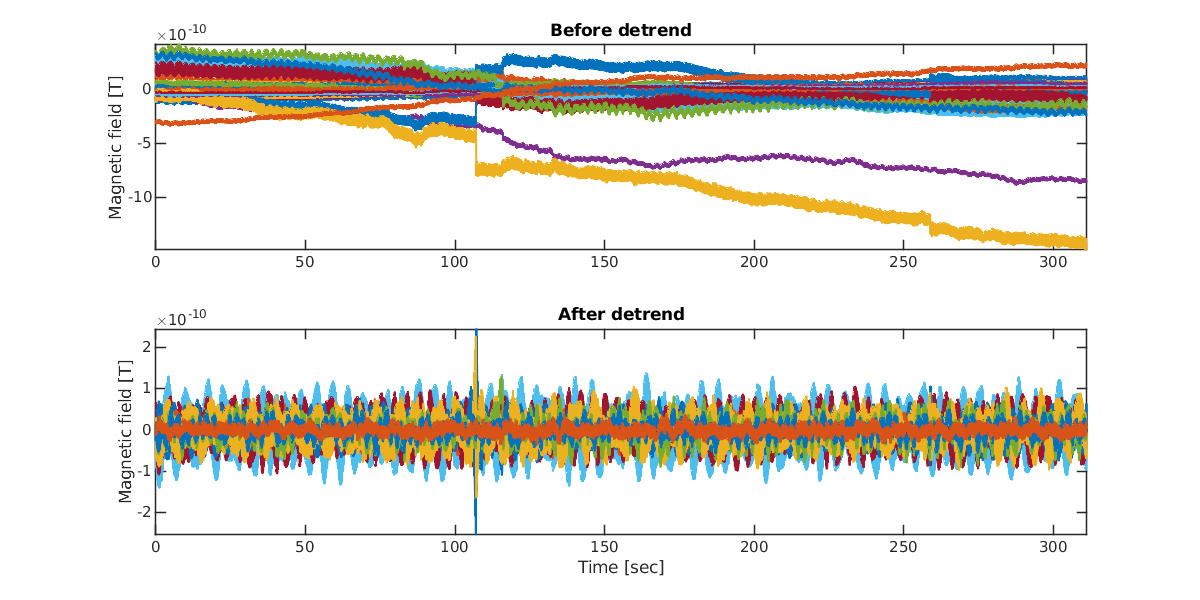 Before detrend
×10-10
Magnetic field [T]
0
-5
-10
0 50 100 150 200 250 300
After detrend
×10-10
Magnetic field [T]
2
1
0
-1
-2
0 50 100 150 200 250 300
Time [sec]